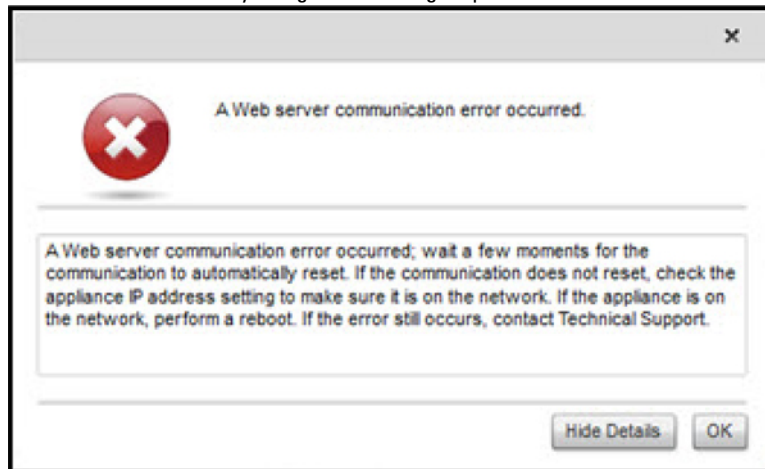 A Web server communication error occurred.
A Web server communication error occurred; wait a few moments for the
communication to automatically reset. If the communication does not reset, check the
appliance IP address setting to make sure it is on the network. If the appliance is on
the network, perform a reboot. If the error still occurs, contact Technical Support.
Hide Details
OK